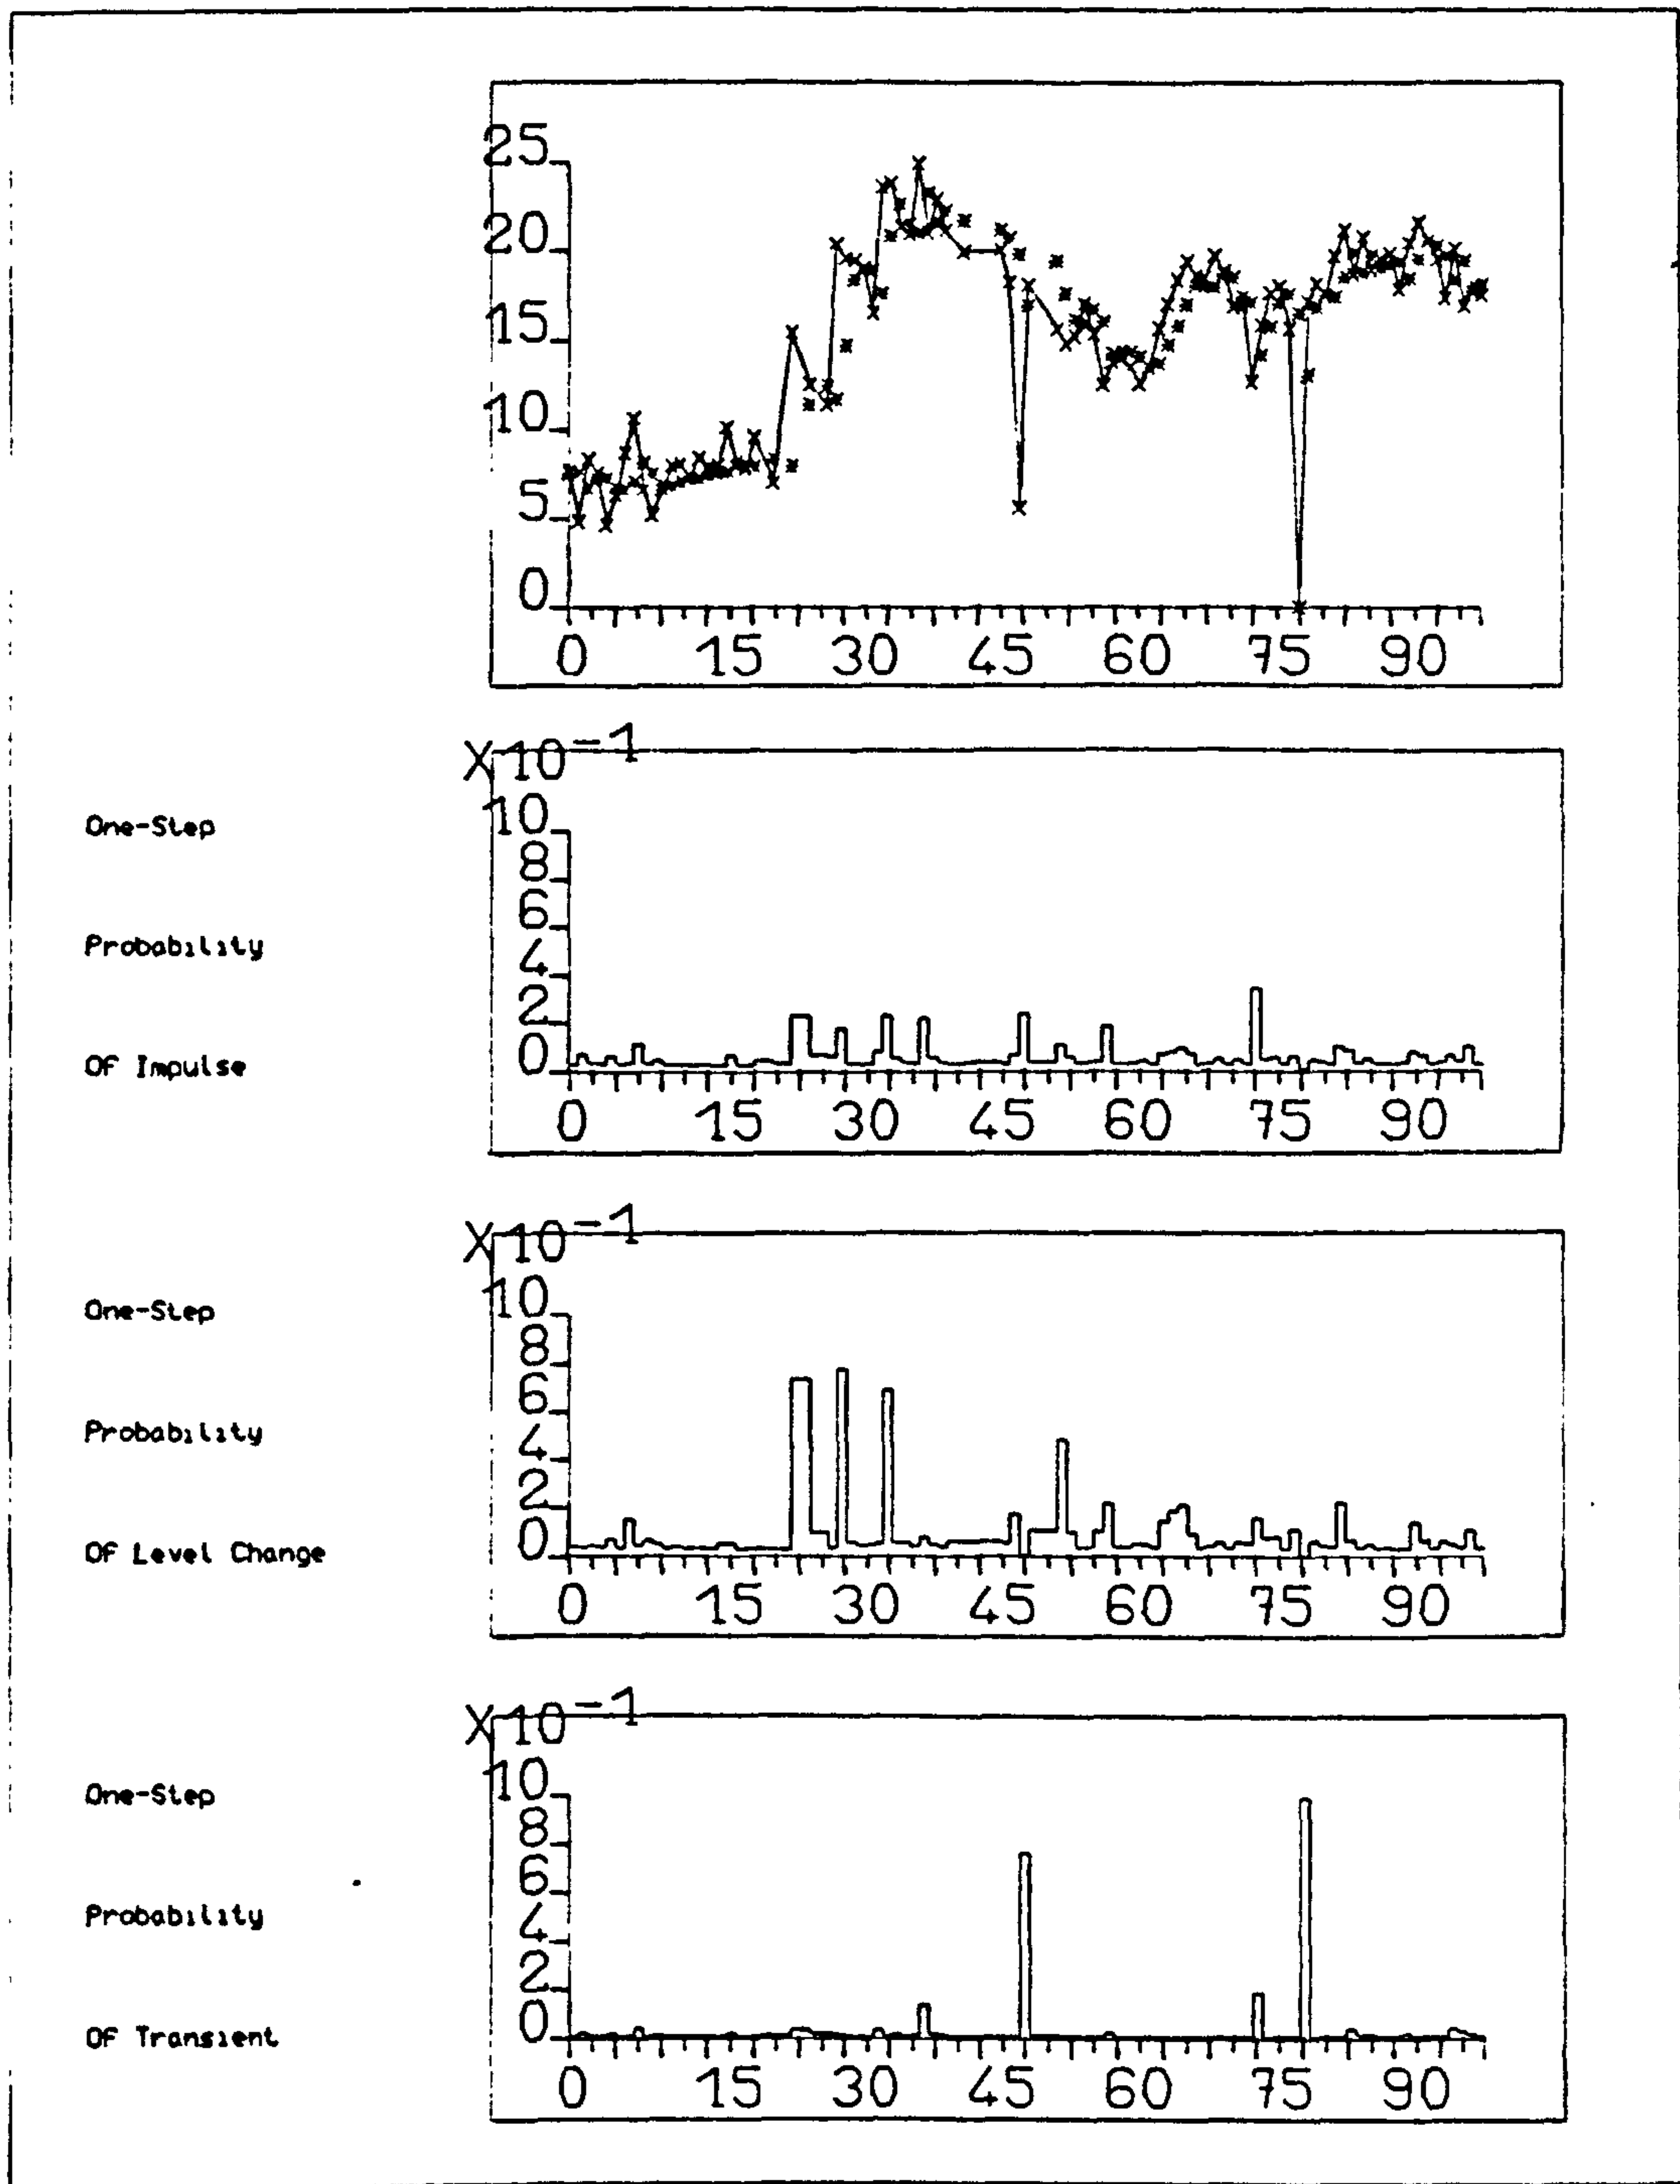 25
20
15
10
5
0
0 15 30 45 60 75 90
X10-1
10
8
6
4
2
0
0 15 30 45 60 75 90
One-Step
Probability
Of Impulse
X10-1
10
8
6
4
2
0
0 15 30 45 60 75 90
One-Step
Probability
Of Level Change
X10-1
10
8
6
4
2
0
0 15 30 45 60 75 90
One-Step
Probability
Of Transient